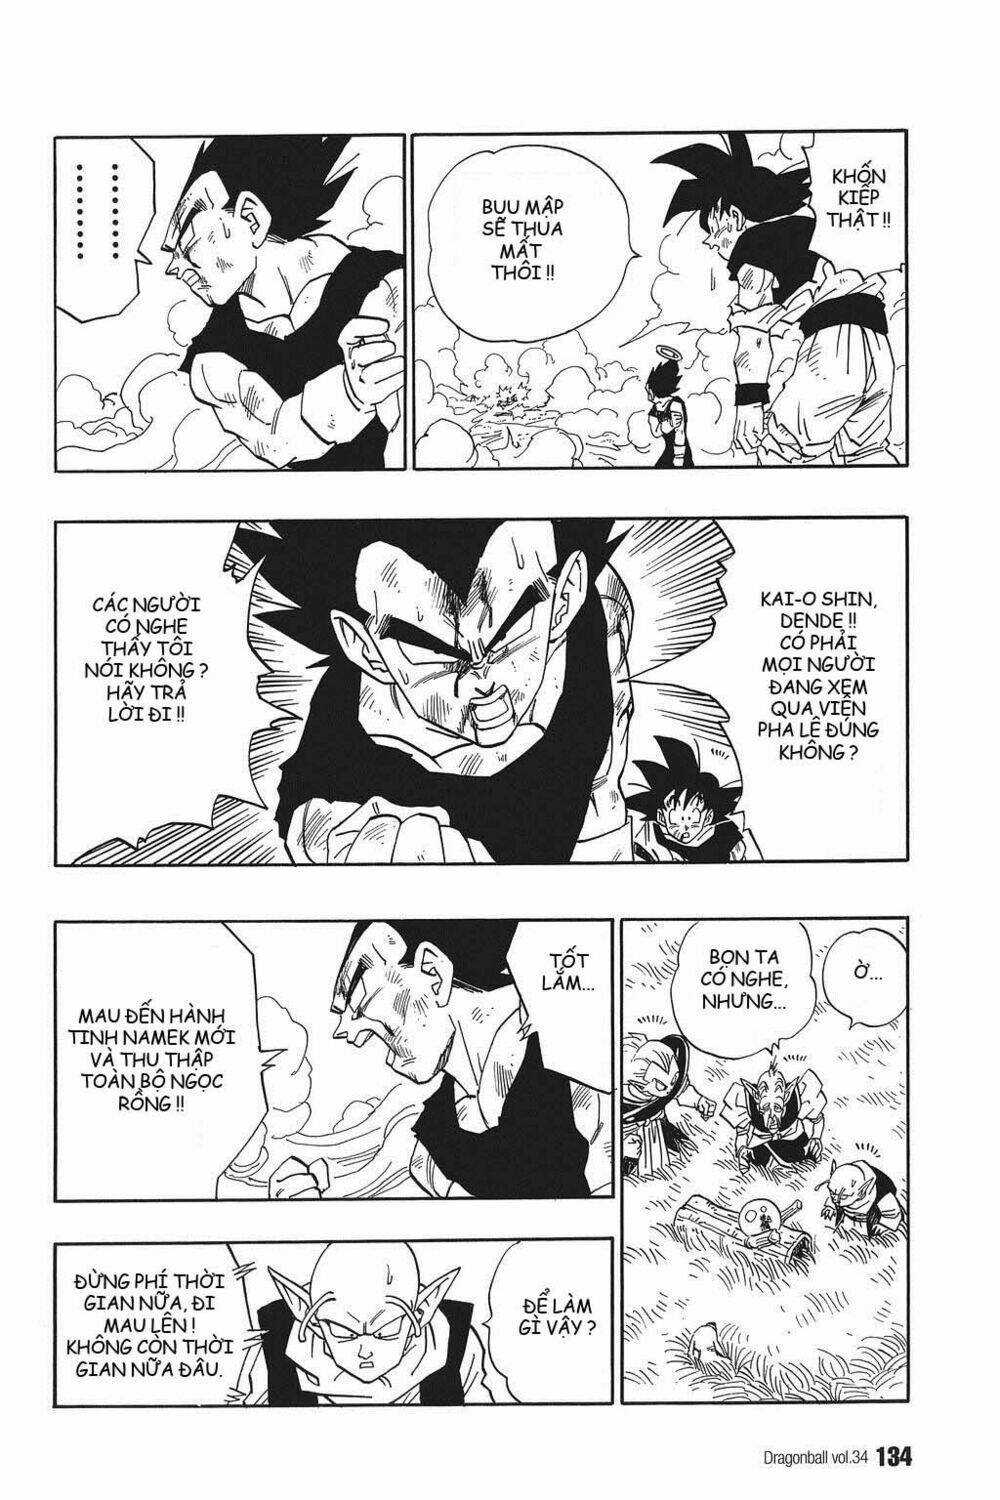 KHỐN
KIẾP
THẬT !!
BUU MẬP
SẼ THUA
MẤT
THÔI !!
KAI-O SHIN,
DENDE !!
CÓ PHẢI
MỌI NGƯỜI
ĐANG XEM
QUA VIÊN
PHA LÊ ĐÚNG
KHÔNG ?
CÁC NGƯỜI
CÓ NGHE
THẤY TÔI
NÓI KHÔNG ?
HÃY TRẢ
LỜI ĐI !!
Ờ...
BỌN TA
CÓ NGHE,
NHƯNG...
TỐT
LẮM...
MAU ĐẾN HÀNH
TINH NAMEK MỚI
VÀ THU THẬP
TOÀN BỘ NGỌC
RỒNG !!
ĐỂ LÀM
GÌ VẬY ?
ĐỪNG PHÍ THỜI
GIAN NỮA, ĐI
MAU LÊN !
KHÔNG CÒN THỜI
GIAN NỮA ĐÂU.
Dragonball vol.34 134